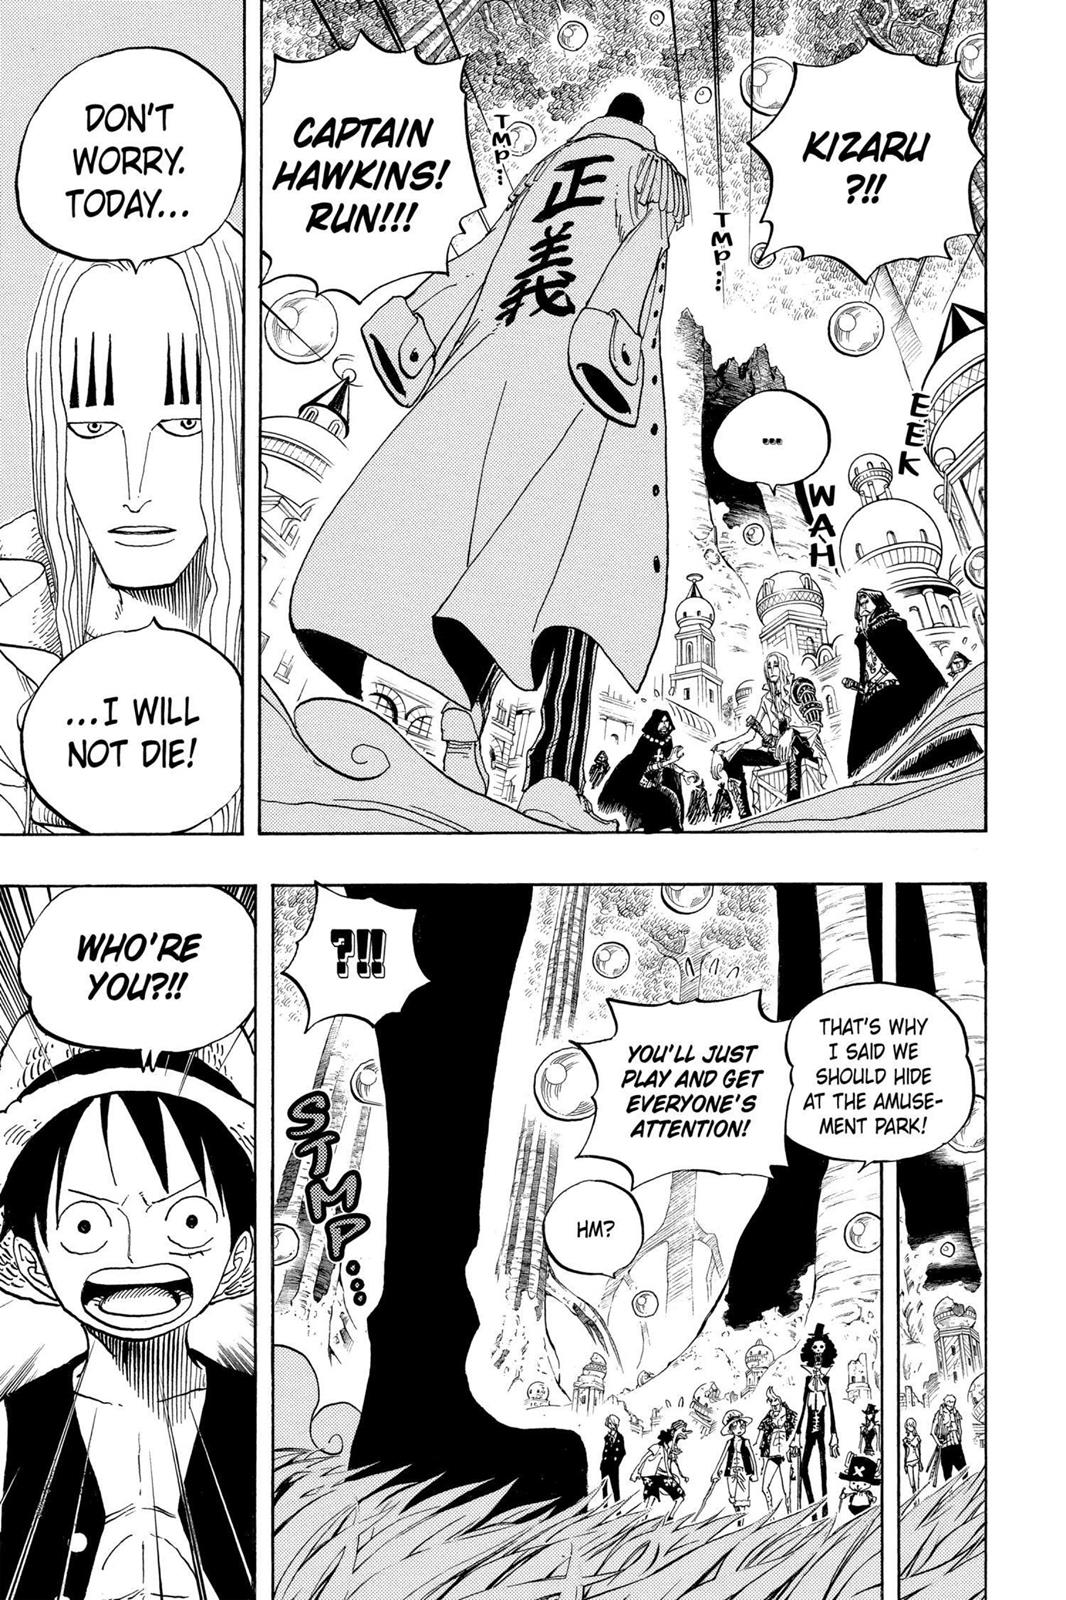 KIZARU
?!!
TMP...
正
義
TMP...
CAPTAIN
HAWKINS!
RUN!!!
EEEK
WAH
...
DON'T
WORRY.
TODAY...
...I WILL
NOT DIE!
THAT'S WHY
I SAID WE
SHOULD HIDE
AT THE AMUSE-
MENT PARK!
YOU'LL JUST
PLAY AND GET
EVERYONE'S
ATTENTION!
HM?
?!!
STMP...
WHO'RE
YOU?!!